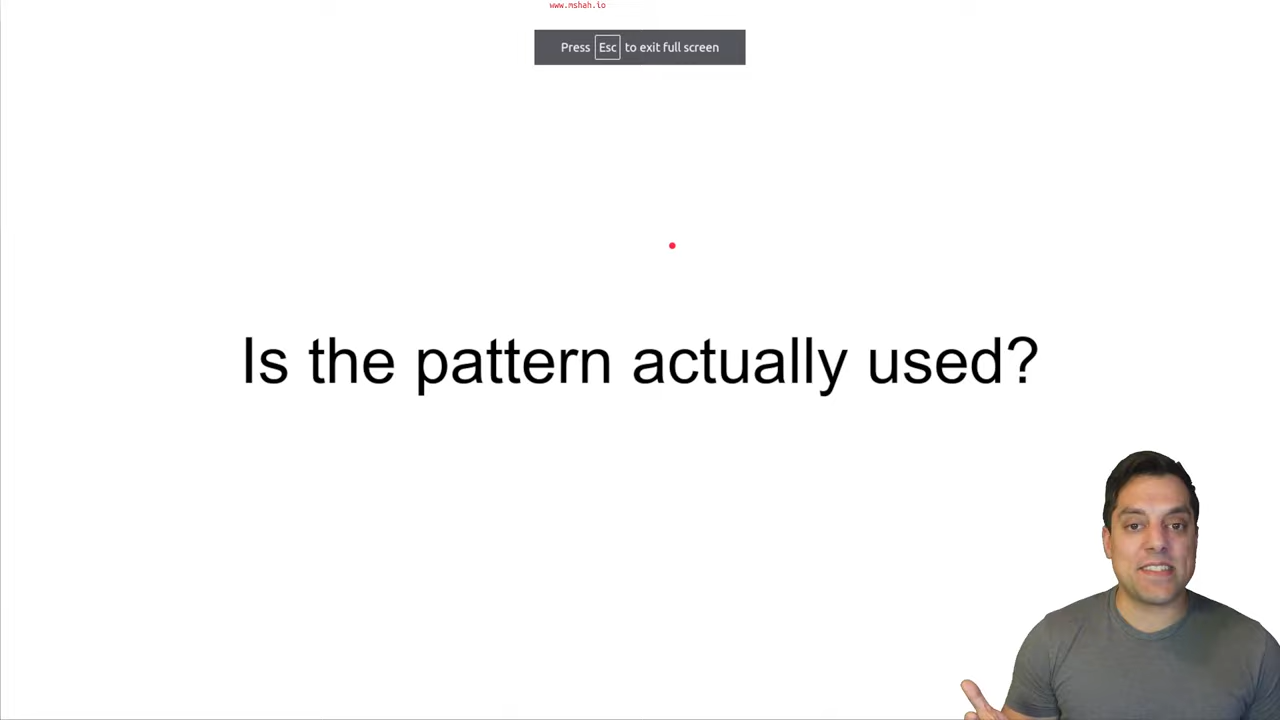 www.mshah.io
Press Esc to exit full screen
Is the pattern actually used?